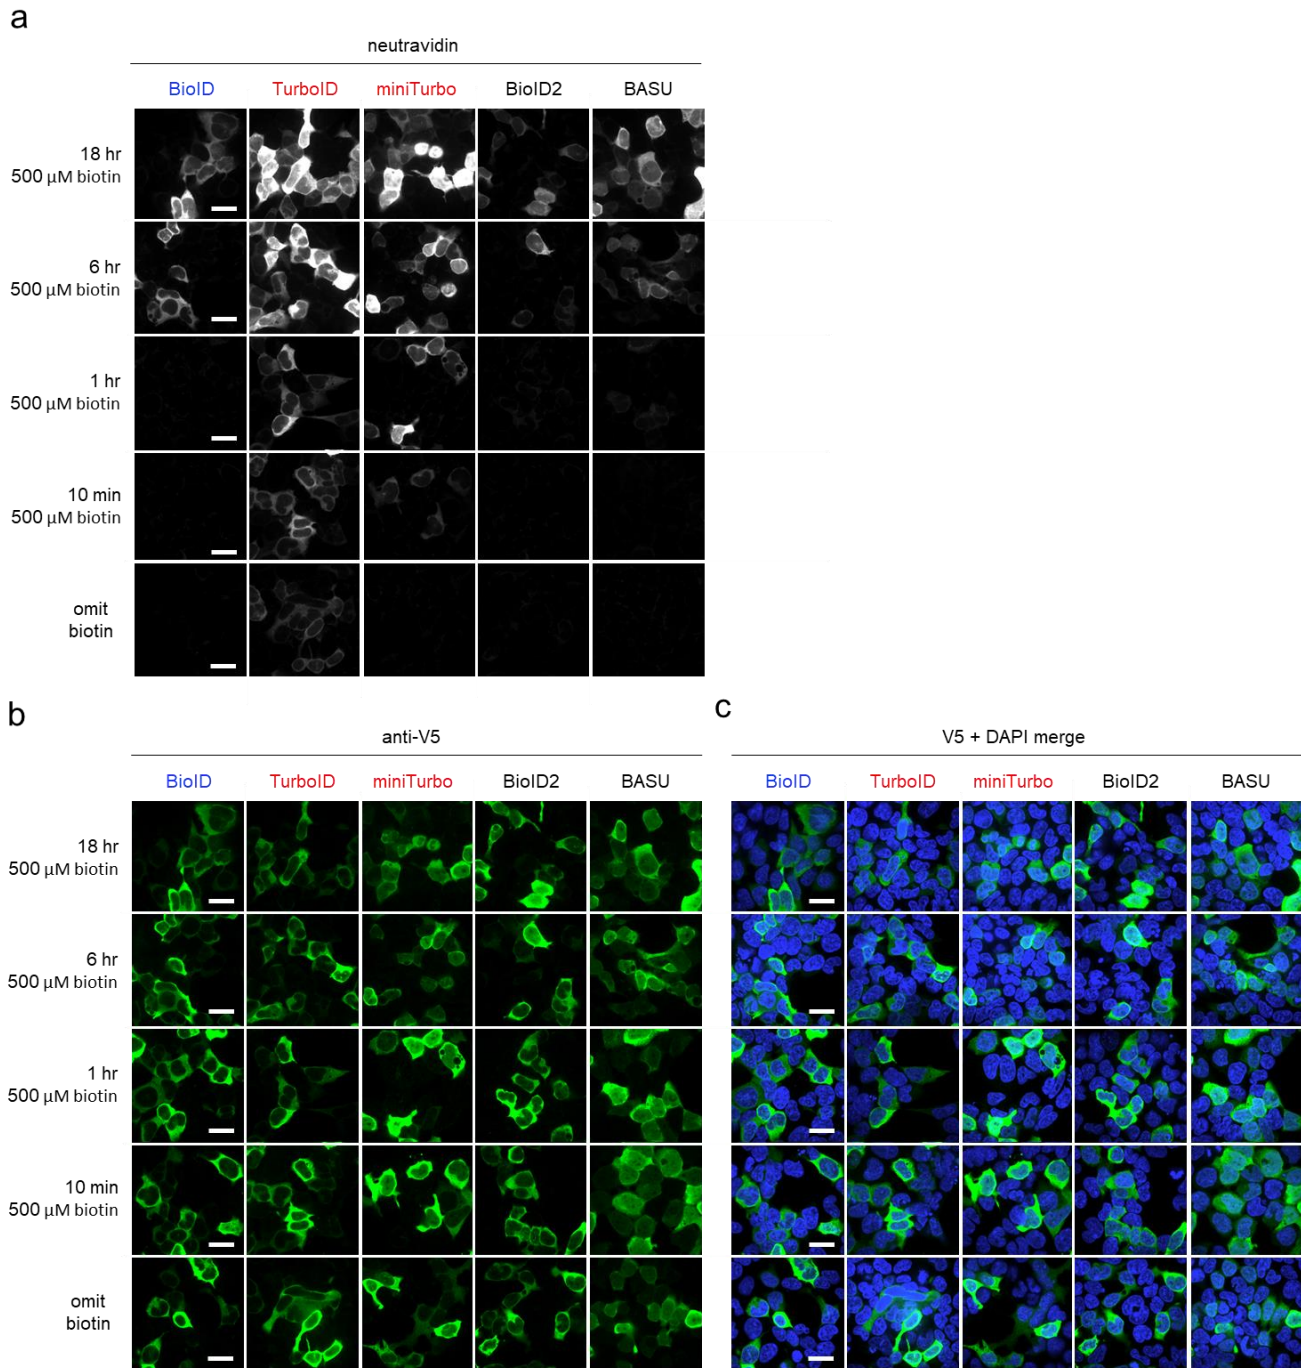 a
neutravidin
BioID TurboID miniTurbo BioID2 BASU
18 hr
500 µM biotin
6 hr
500 µM biotin
1 hr
500 µM biotin
10 min
500 µM biotin
omit
biotin
b
anti-V5
BioID TurboID miniTurbo BioID2 BASU
18 hr
500 µM biotin
6 hr
500 µM biotin
1 hr
500 µM biotin
10 min
500 µM biotin
omit
biotin
c
V5 + DAPI merge
BioID TurboID miniTurbo BioID2 BASU